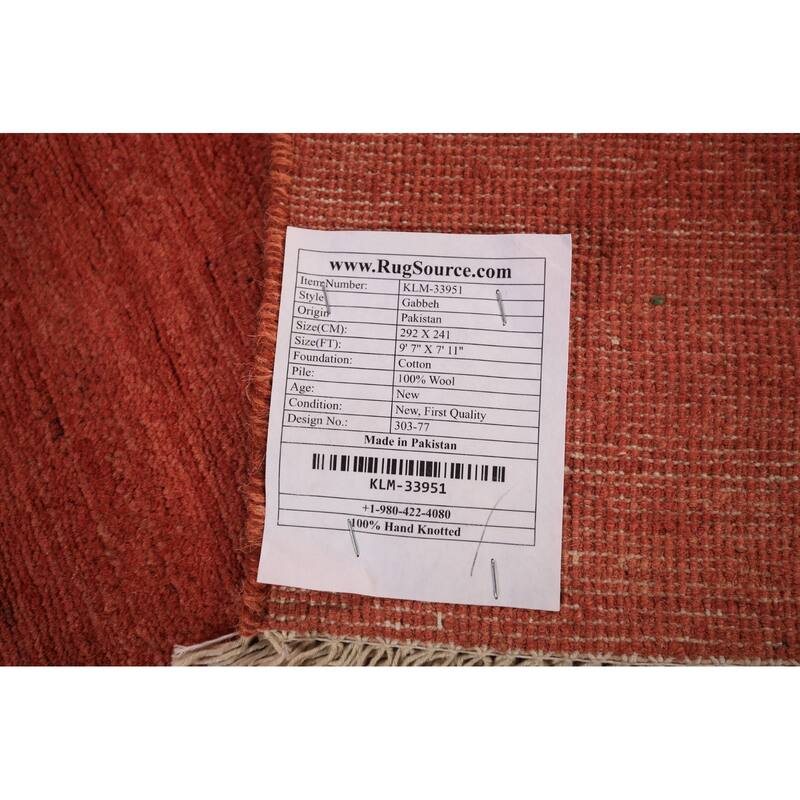 www.RugSource.com
Item Number: KLM-33951
Style Gabbeh
Origin Pakistan
Size(CM): 292 X 241
Size(FT): 9' 7" X 7' 11"
Foundation: Cotton
Pile: 100% Wool
Age: New
Condition: New, First Quality
Design No.: 303-77
Made in Pakistan
KLM-33951
+1-980-422-4080
100% Hand Knotted